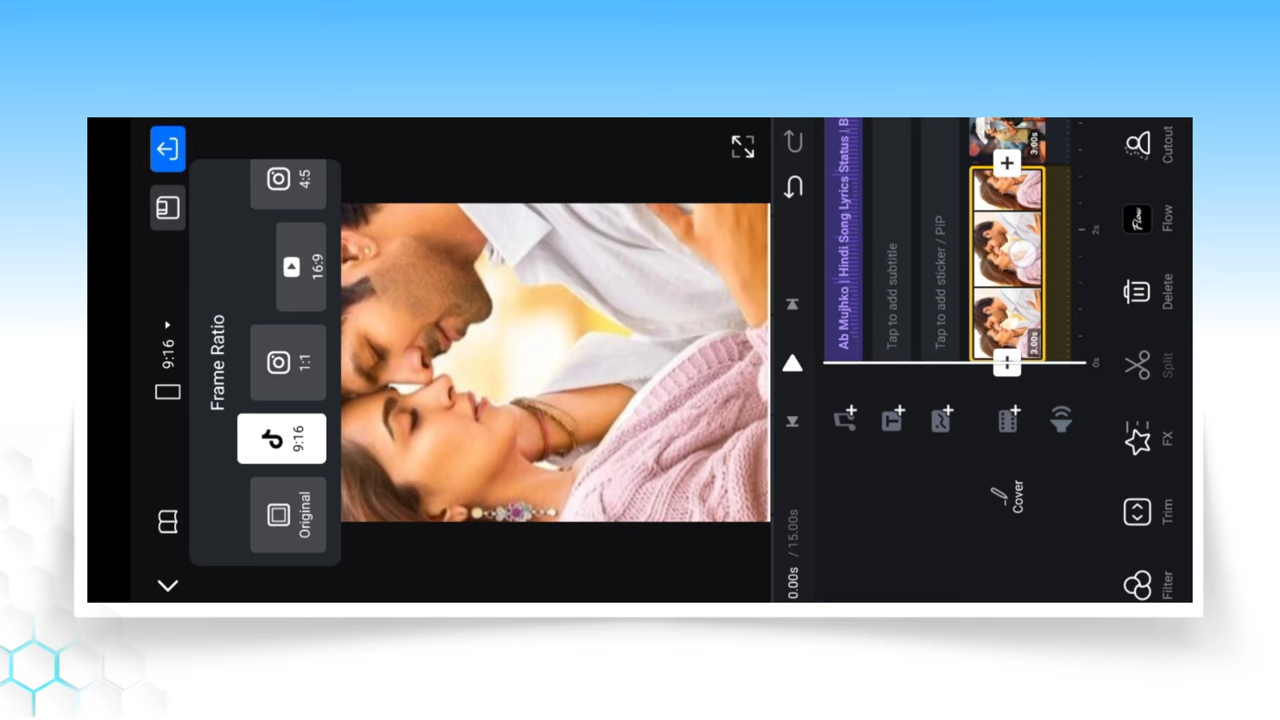 9:16
Frame Ratio
Original
9:16
1:1
16:9
4:5
0.00s / 15.00s
Ab Mujhko | Hindi Song Lyrics Status | B
Tap to add subtitle
Tap to add sticker / PiP
Cover
3.00s
3.00s
0s
2s
Filter
Trim
FX
Split
Delete
Flow
Flow
Cutout